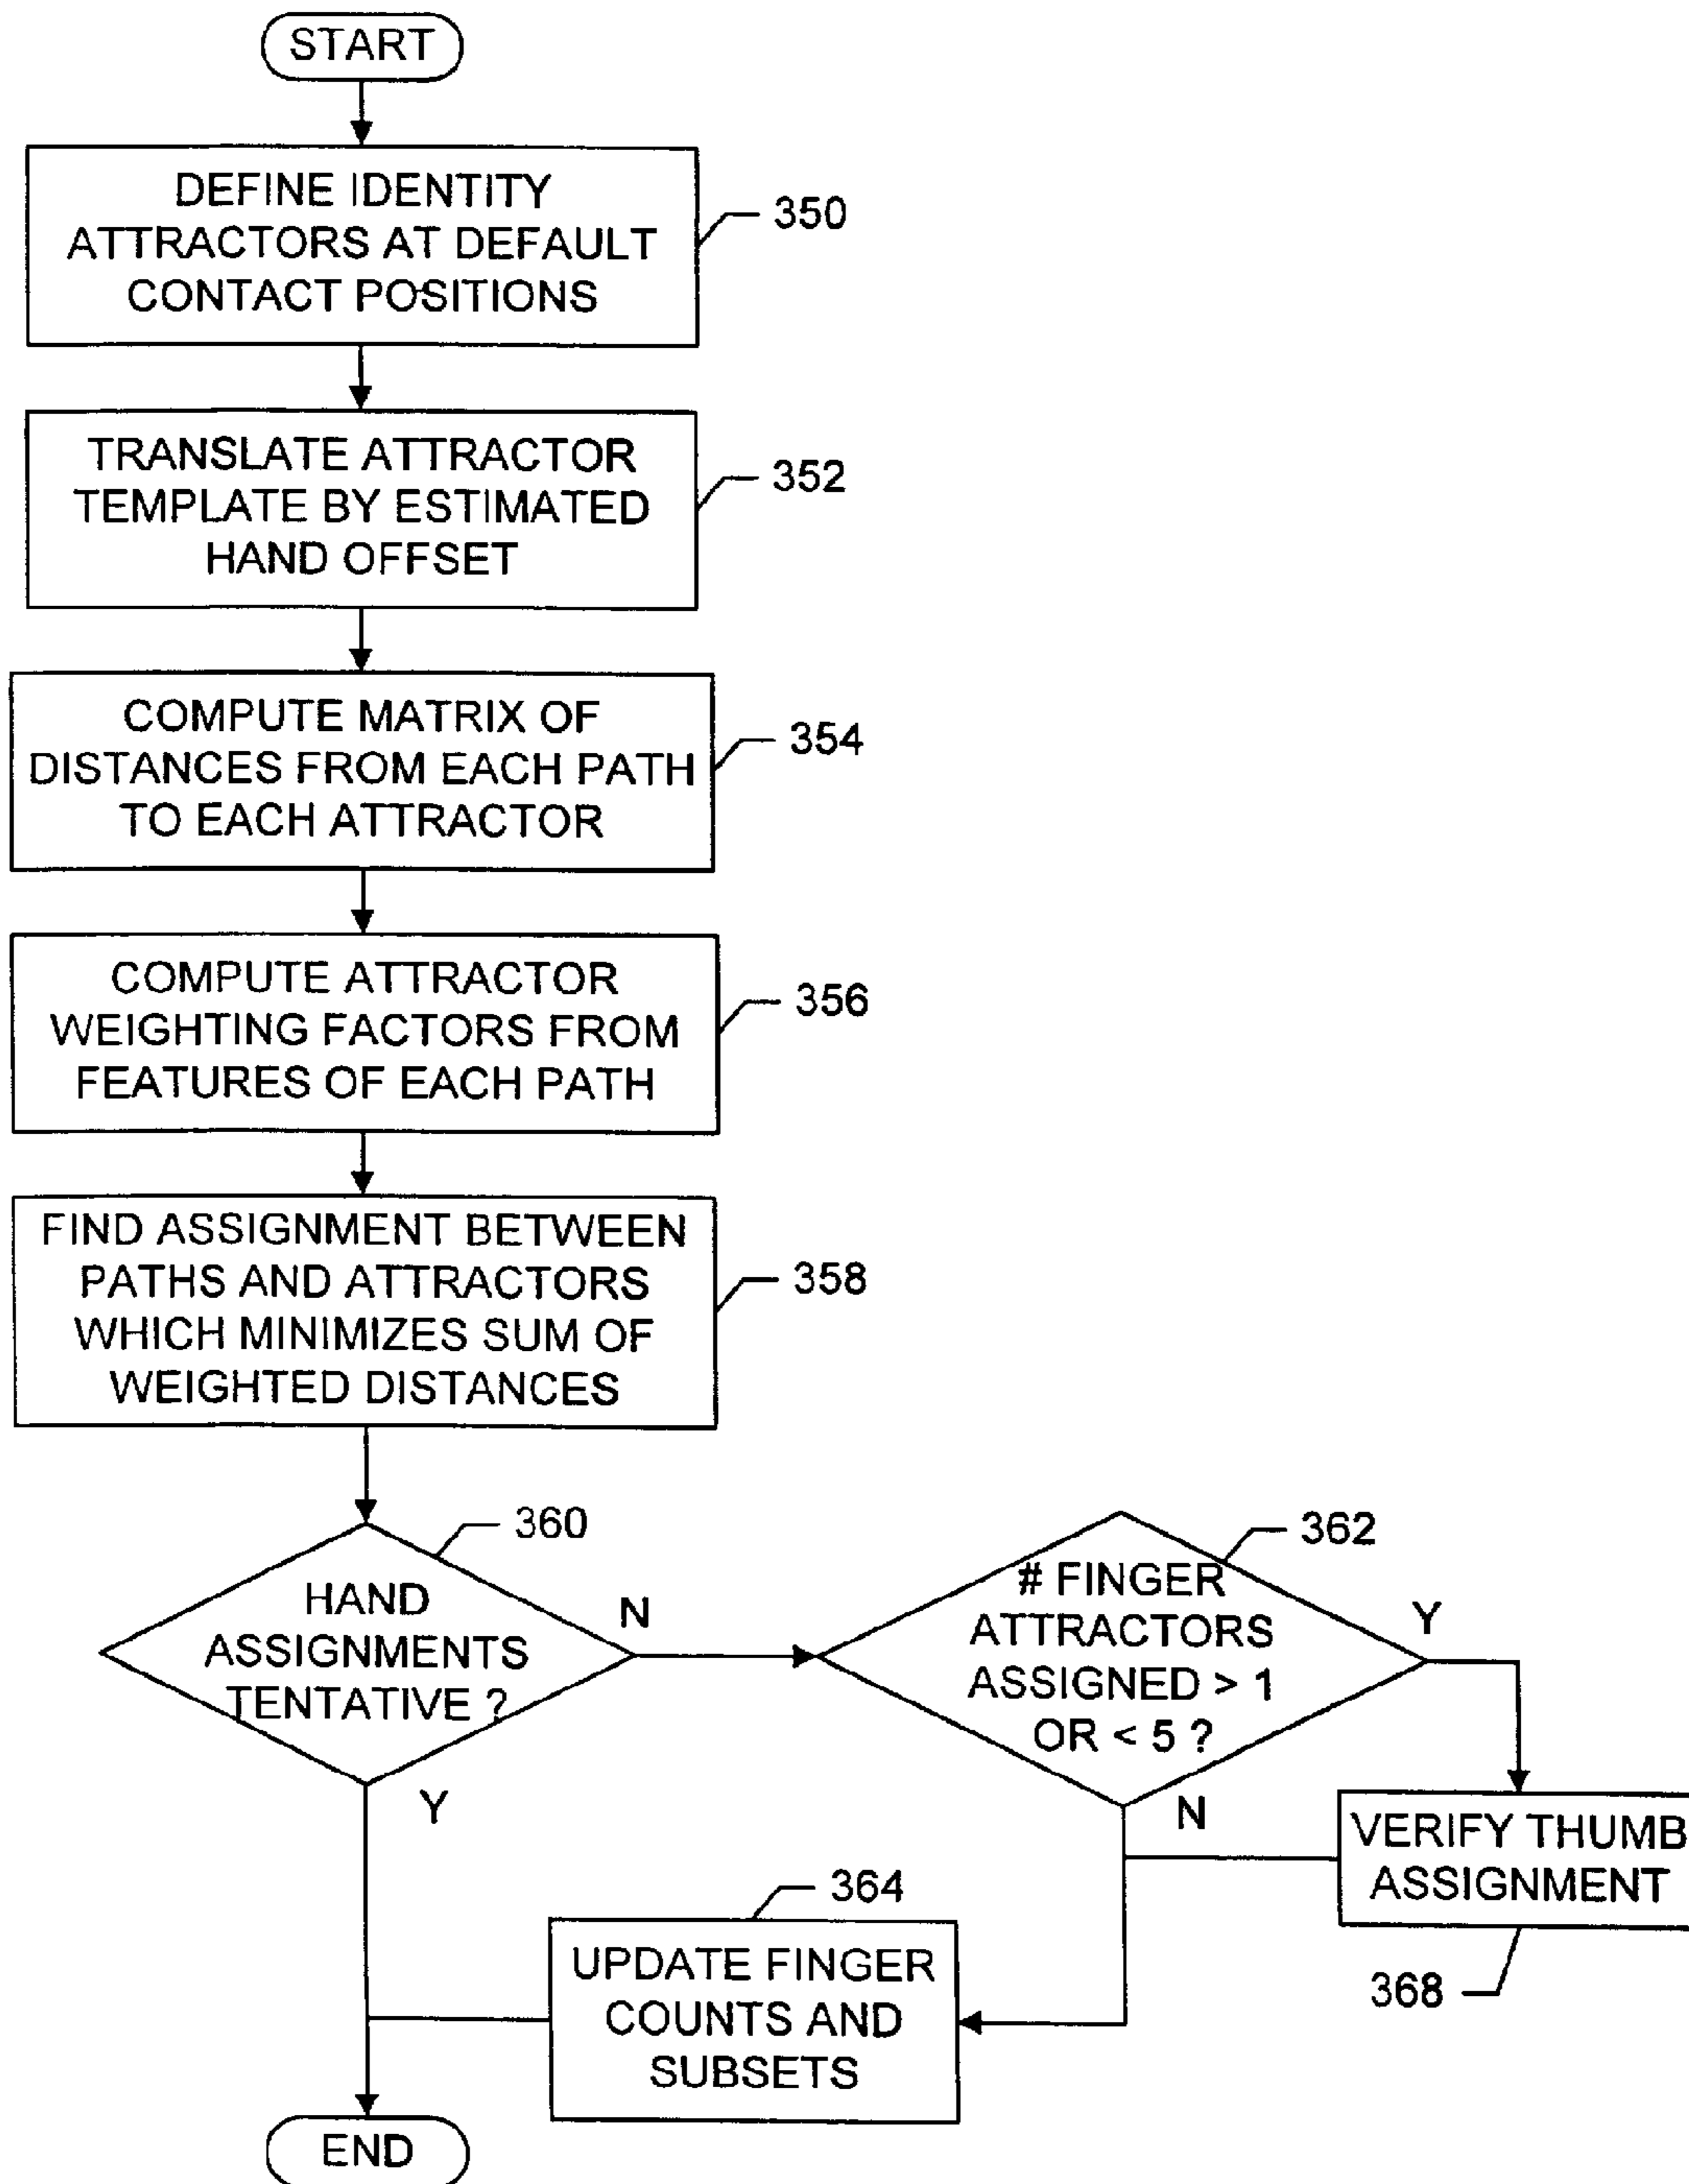 START
DEFINE IDENTITY
ATTRACTORS AT DEFAULT
CONTACT POSITIONS
350
TRANSLATE ATTRACTOR
TEMPLATE BY ESTIMATED
HAND OFFSET
352
COMPUTE MATRIX OF
DISTANCES FROM EACH PATH
TO EACH ATTRACTOR
354
COMPUTE ATTRACTOR
WEIGHTING FACTORS FROM
FEATURES OF EACH PATH
356
FIND ASSIGNMENT BETWEEN
PATHS AND ATTRACTORS
WHICH MINIMIZES SUM OF
WEIGHTED DISTANCES
358
HAND
ASSIGNMENTS
TENTATIVE ?
360
N
Y
# FINGER
ATTRACTORS
ASSIGNED > 1
OR < 5 ?
362
Y
N
VERIFY THUMB
ASSIGNMENT
368
UPDATE FINGER
COUNTS AND
SUBSETS
364
END